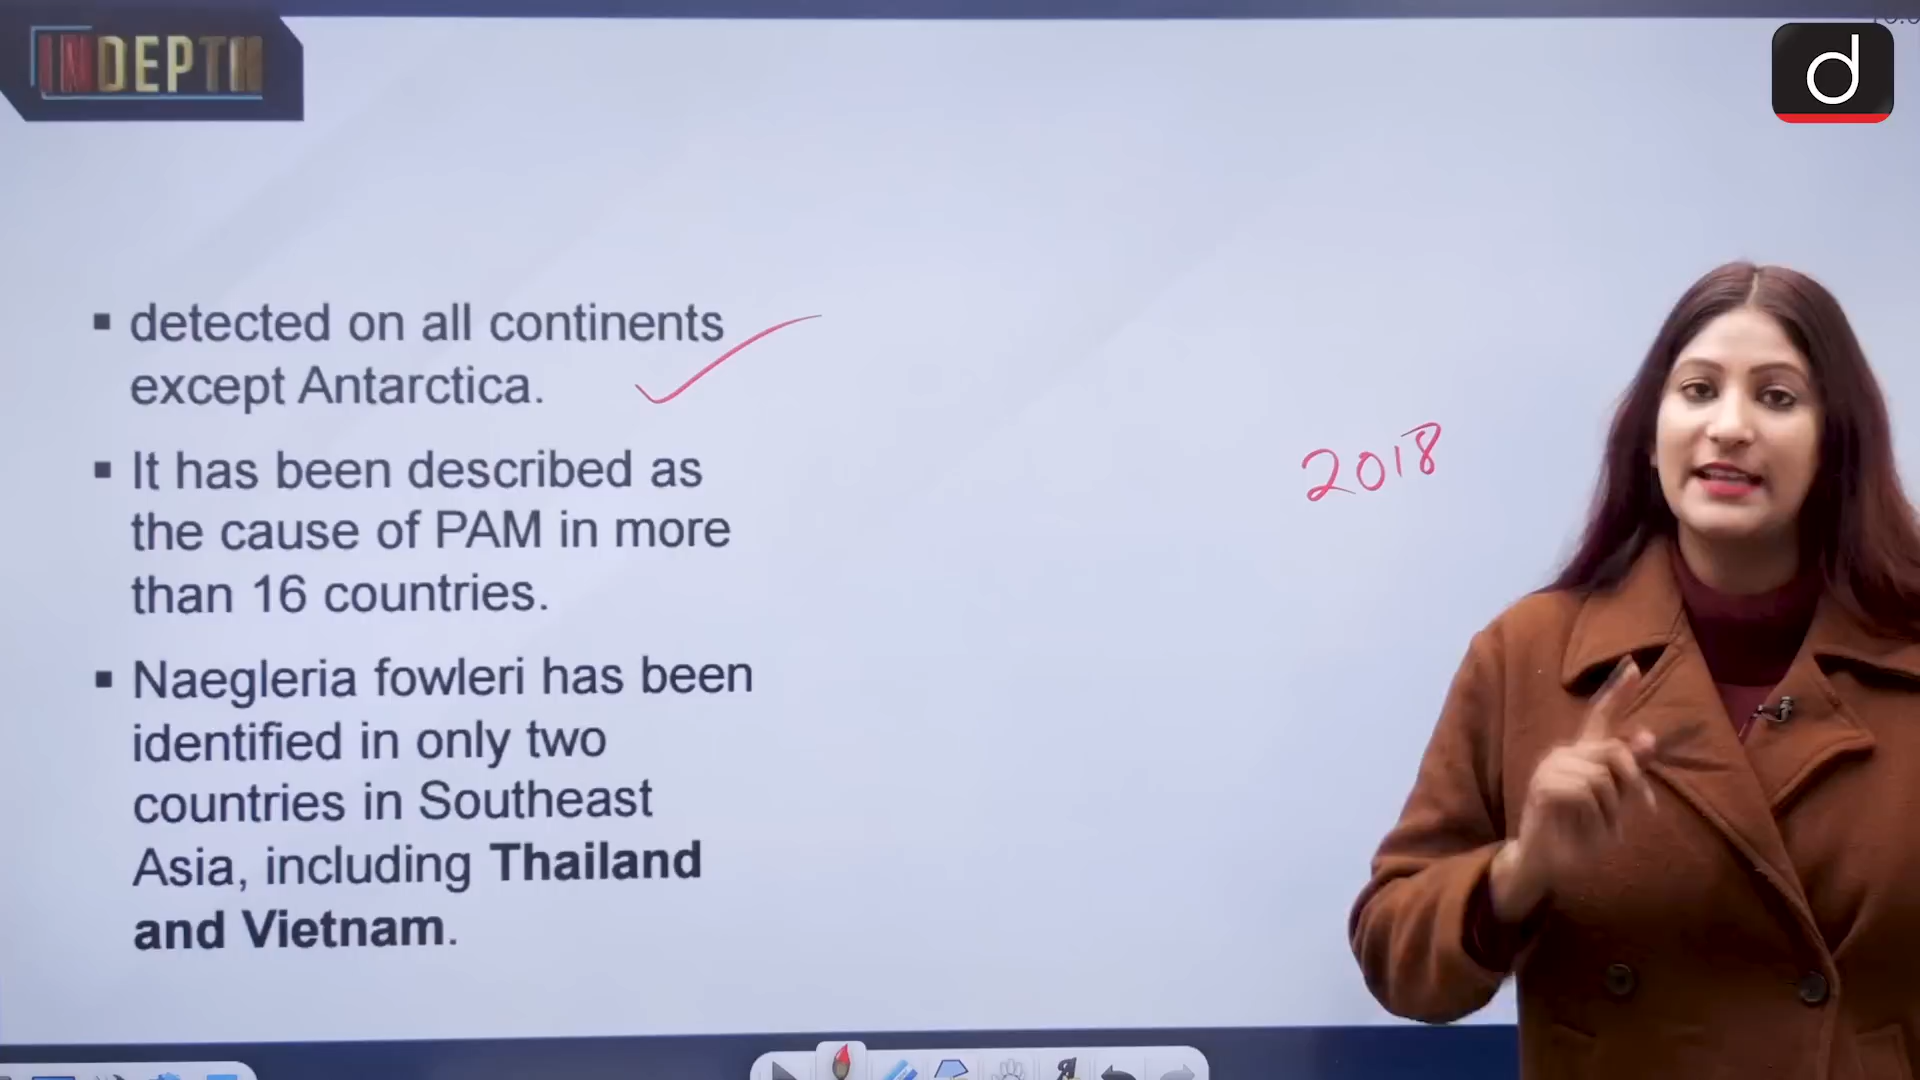 INDEPTH
d
detected on all continents
except Antarctica.
It has been described as
the cause of PAM in more
than 16 countries.
2018
Naegleria fowleri has been
identified in only two
countries in Southeast
Asia, including Thailand
and Vietnam.